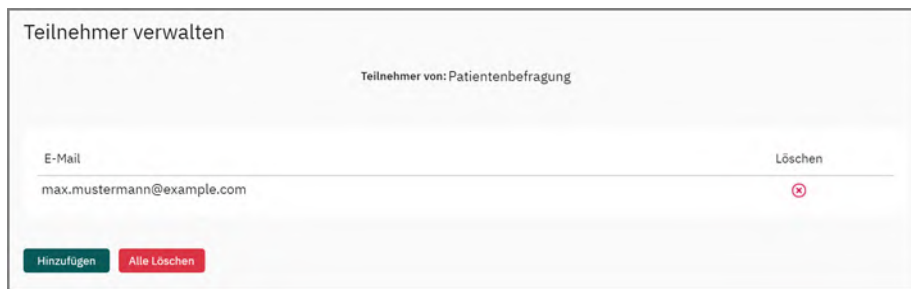 Teilnehmer verwalten
Teilnehmer von: Patientenbefragung
E-Mail Löschen
max.mustermann@example.com
Hinzufügen Alle Löschen